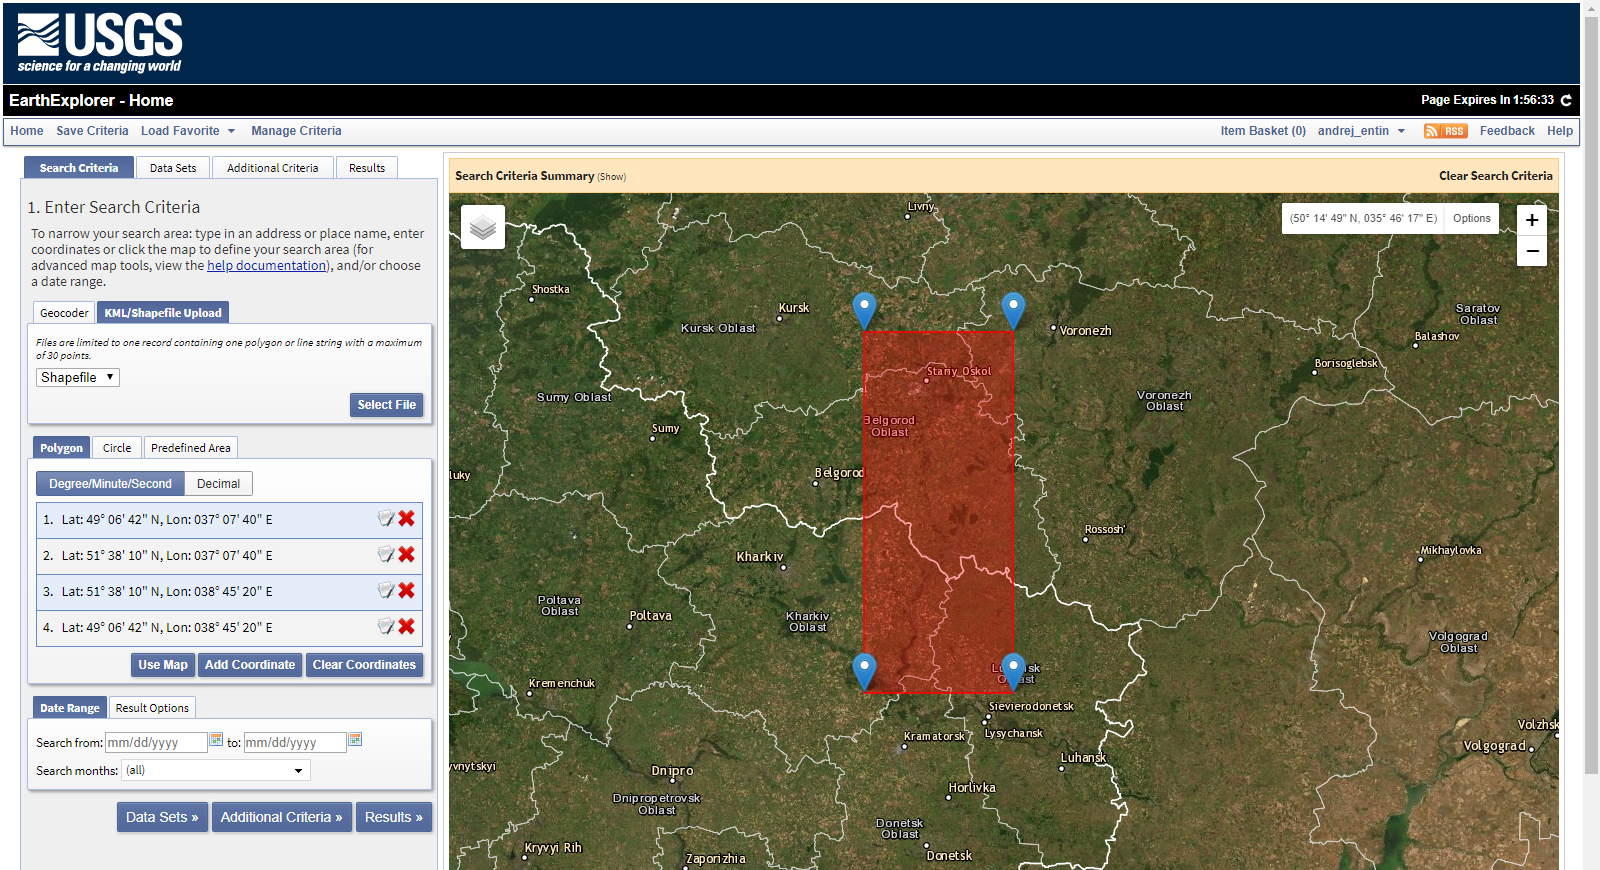 USGS
science for a changing world
EarthExplorer - Home
Page Expires In 1:56:33
Home Save Criteria Load Favorite Manage Criteria
Item Basket (0) andrej_entin RSS Feedback Help
Search Criteria Data Sets Additional Criteria Results
1. Enter Search Criteria
To narrow your search area: type in an address or place name, enter
coordinates or click the map to define your search area (for
advanced map tools, view the help documentation), and/or choose
a date range.
Geocoder KML/Shapefile Upload
Files are limited to one record containing one polygon or line string with a maximum
of 30 points.
Shapefile
Select File
Polygon Circle Predefined Area
Degree/Minute/Second Decimal
1. Lat: 49° 06' 42" N, Lon: 037° 07' 40" E
2. Lat: 51° 38' 10" N, Lon: 037° 07' 40" E
3. Lat: 51° 38' 10" N, Lon: 038° 45' 20" E
4. Lat: 49° 06' 42" N, Lon: 038° 45' 20" E
Use Map Add Coordinate Clear Coordinates
Date Range Result Options
Search from: mm/dd/yyyy to: mm/dd/yyyy
Search months: (all)
Data Sets » Additional Criteria » Results »
Search Criteria Summary (Show)
Clear Search Criteria
(50° 14' 49" N, 035° 46' 17" E) Options
+
−
Livny
Shostka
Kursk
Kursk Oblast
Voronezh
Saratov
Oblast
Balashov
Borisoglebsk
Stariy Oskol
Sumy Oblast
Voronezh
Oblast
Belgorod
Oblast
Sumy
luky
Belgorod
Rossosh'
Mikhaylovka
Kharkiv
Poltava
Oblast
Poltava
Kharkiv
Oblast
Volgograd
Oblast
Kremenchuk
Sievierodonetsk
Lysychansk
Kramatorsk
Volzhsk
Volgograd
Luhansk
vvnytskyi
Dnipro
Horlivka
Dnipropetrovsk
Oblast
Donetsk
Oblast
Kryvyi Rih
Zaporizhia
Donetsk